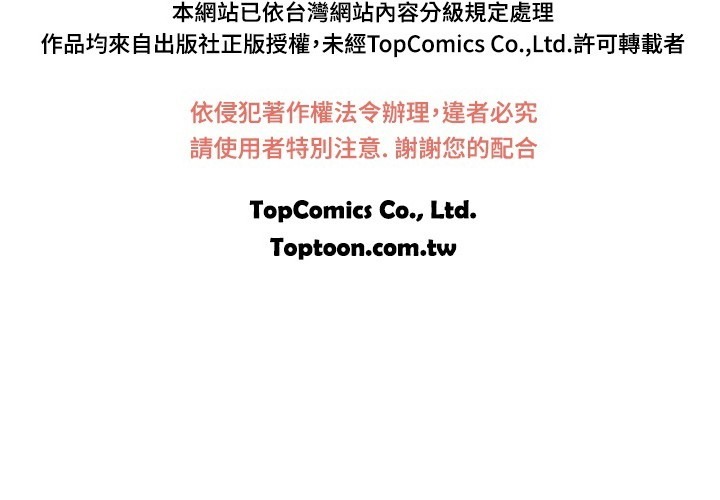 本網站已依台灣網站內容分級規定處理
作品均來自出版社正版授權，未經TopComics Co.,Ltd.許可轉載者
依侵犯著作權法令辦理，違者必究
請使用者特別注意. 謝謝您的配合
TopComics Co., Ltd.
Toptoon.com.tw